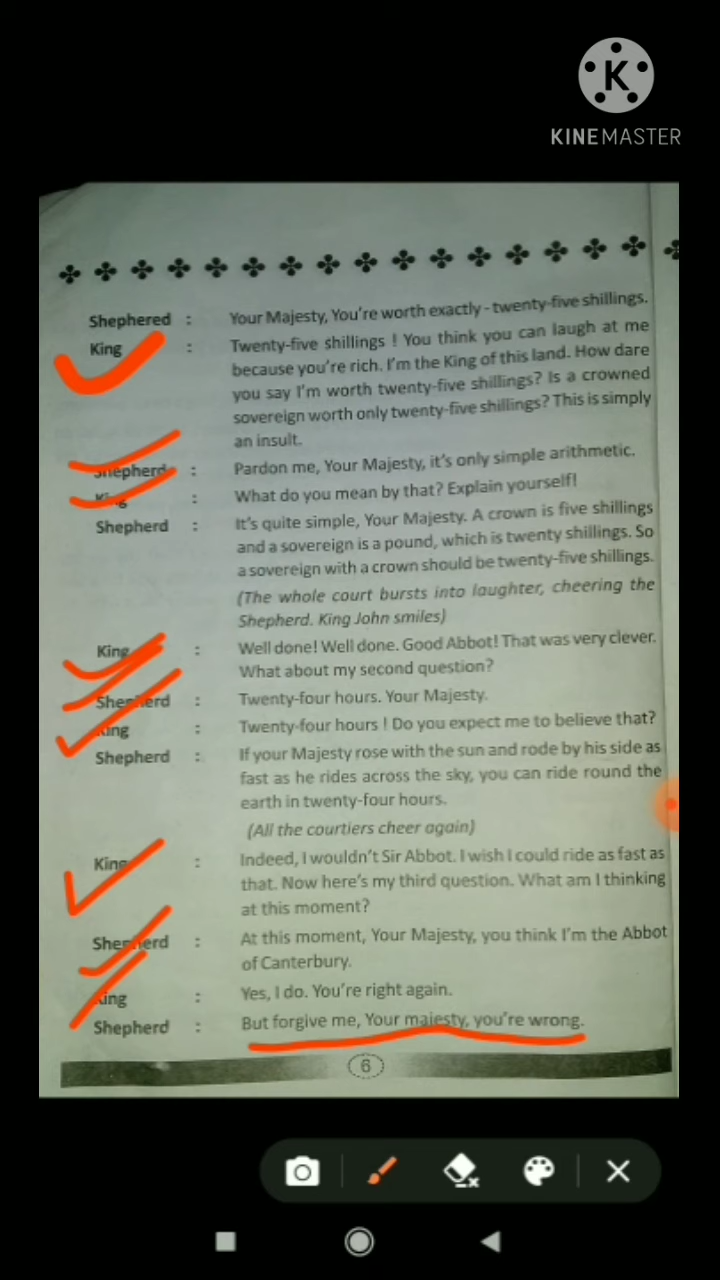 K
KINEMASTER
Shephered : Your Majesty, You're worth exactly - twenty-five shillings.
King : Twenty-five shillings ! You think you can laugh at me
because you're rich. I'm the King of this land. How dare
you say I'm worth twenty-five shillings? Is a crowned
sovereign worth only twenty-five shillings? This is simply
an insult.
Shepherd : Pardon me, Your Majesty, it's only simple arithmetic.
King : What do you mean by that? Explain yourself!
Shepherd : It's quite simple, Your Majesty. A crown is five shillings
and a sovereign is a pound, which is twenty shillings. So
a sovereign with a crown should be twenty-five shillings.
(The whole court bursts into laughter, cheering the
Shepherd. King John smiles)
King : Well done! Well done. Good Abbot! That was very clever.
What about my second question?
Shepherd : Twenty-four hours. Your Majesty.
King : Twenty-four hours ! Do you expect me to believe that?
Shepherd : If your Majesty rose with the sun and rode by his side as
fast as he rides across the sky, you can ride round the
earth in twenty-four hours.
(All the courtiers cheer again)
King : Indeed, I wouldn't Sir Abbot. I wish I could ride as fast as
that. Now here's my third question. What am I thinking
at this moment?
Shepherd : At this moment, Your Majesty, you think I'm the Abbot
of Canterbury.
King : Yes, I do. You're right again.
Shepherd : But forgive me, Your majesty, you're wrong.
6